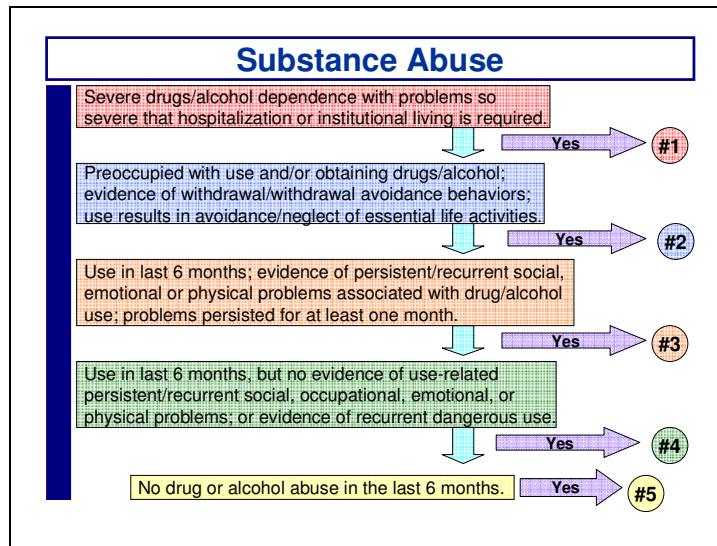 Substance Abuse
Severe drugs/alcohol dependence with problems so
severe that hospitalization or institutional living is required.
Yes
#1
Preoccupied with use and/or obtaining drugs/alcohol;
evidence of withdrawal/withdrawal avoidance behaviors;
use results in avoidance/neglect of essential life activities.
Yes
#2
Use in last 6 months; evidence of persistent/recurrent social,
emotional or physical problems associated with drug/alcohol
use; problems persisted for at least one month.
Yes
#3
Use in last 6 months, but no evidence of use-related
persistent/recurrent social, occupational, emotional, or
physical problems; or evidence of recurrent dangerous use.
Yes
#4
No drug or alcohol abuse in the last 6 months.
Yes
#5